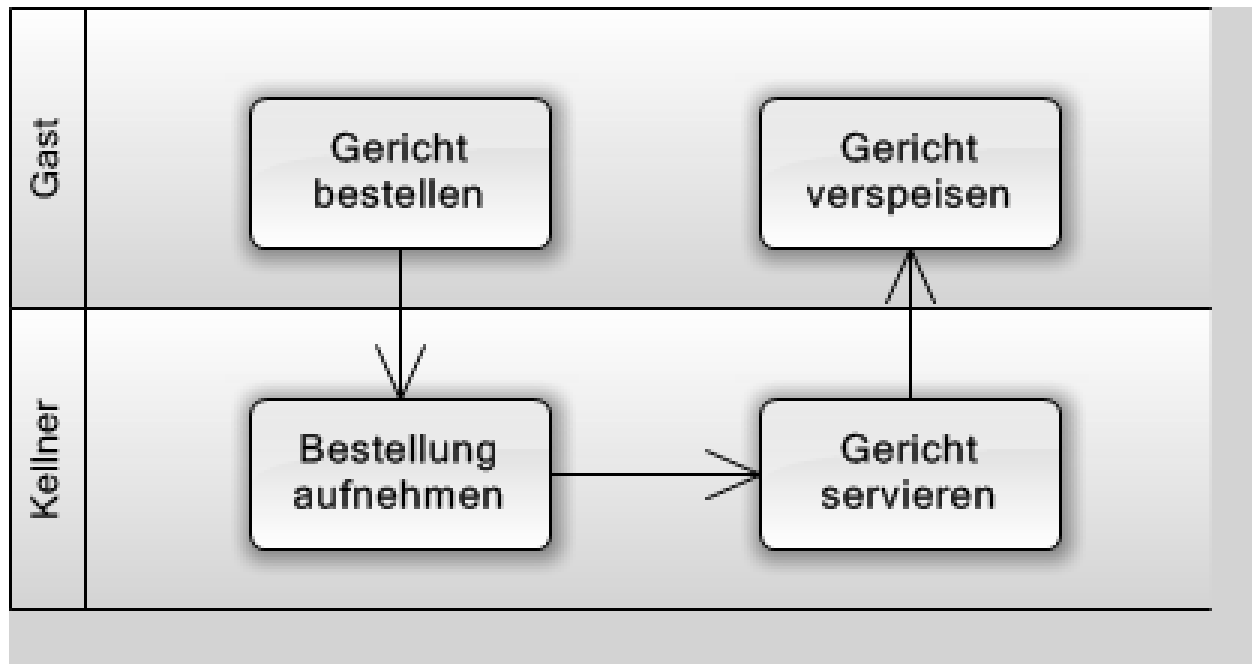 Gast
Gericht
bestellen
Gericht
verspeisen
Kellner
Bestellung
aufnehmen
Gericht
servieren